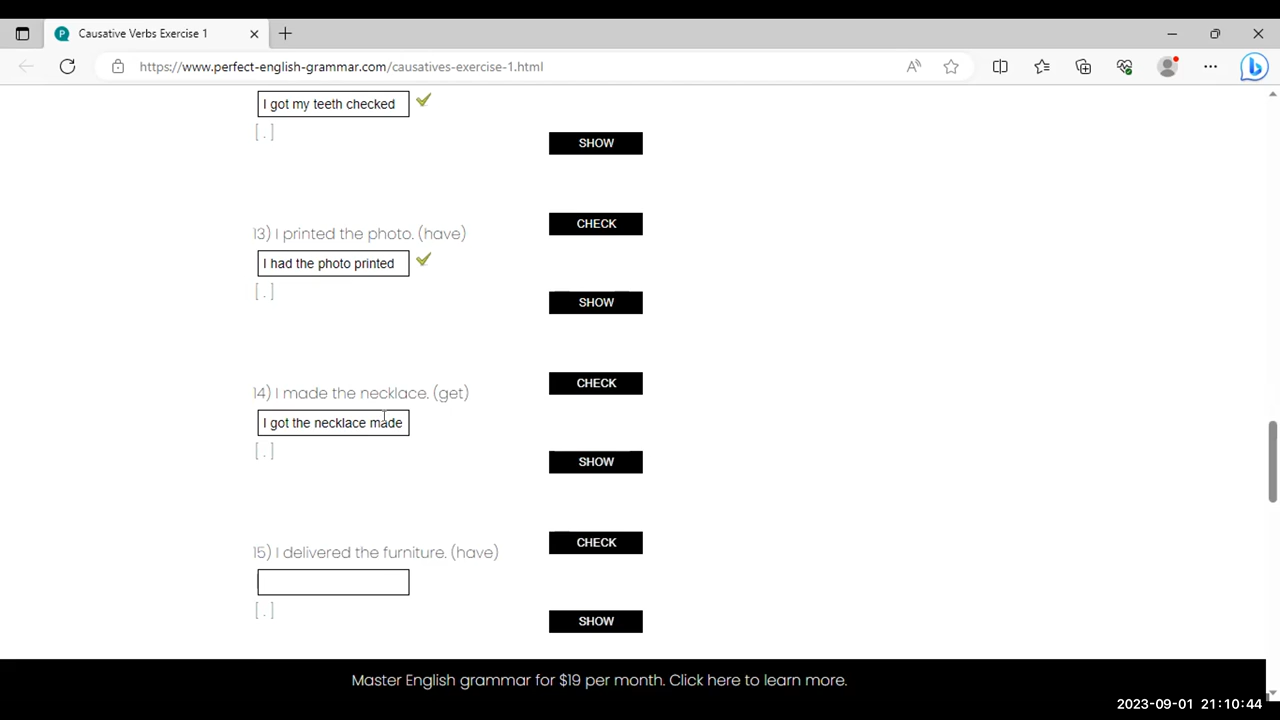 Causative Verbs Exercise 1
https://www.perfect-english-grammar.com/causatives-exercise-1.html
I got my teeth checked
[ . ]
SHOW
CHECK
13) I printed the photo. (have)
I had the photo printed
[ . ]
SHOW
CHECK
14) I made the necklace. (get)
I got the necklace made
[ . ]
SHOW
CHECK
15) I delivered the furniture. (have)
[ . ]
SHOW
Master English grammar for $19 per month. Click here to learn more.
2023-09-01 21:10:44